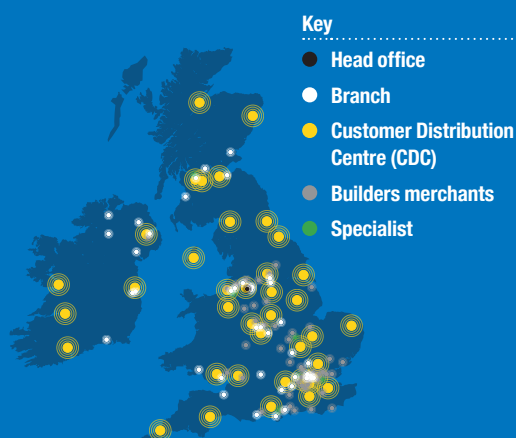 Key
Head office
Branch
Customer Distribution
Centre (CDC)
Builders merchants
Specialist